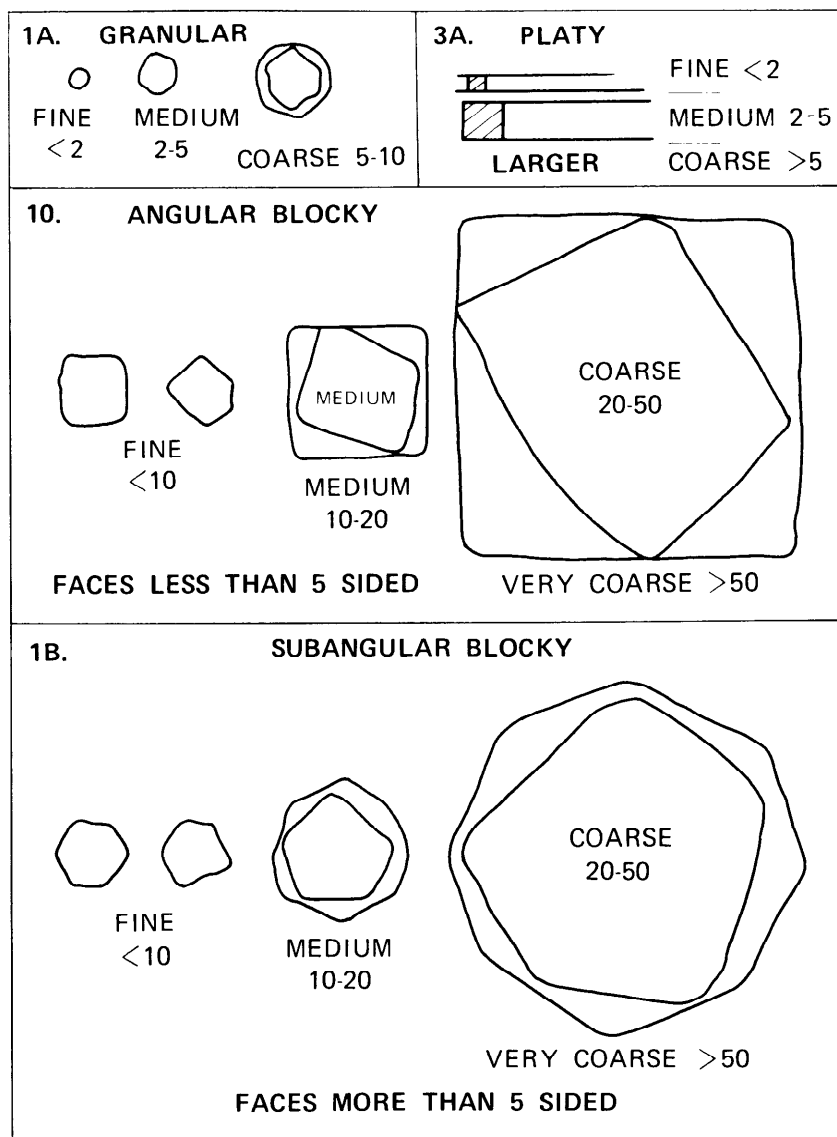 1A. GRANULAR
FINE
<2
MEDIUM
2-5
COARSE 5-10
3A. PLATY
FINE <2
MEDIUM 2-5
LARGER
COARSE >5
10. ANGULAR BLOCKY
FINE
<10
MEDIUM
MEDIUM
10-20
COARSE
20-50
FACES LESS THAN 5 SIDED
VERY COARSE >50
1B. SUBANGULAR BLOCKY
FINE
<10
MEDIUM
10-20
COARSE
20-50
VERY COARSE >50
FACES MORE THAN 5 SIDED